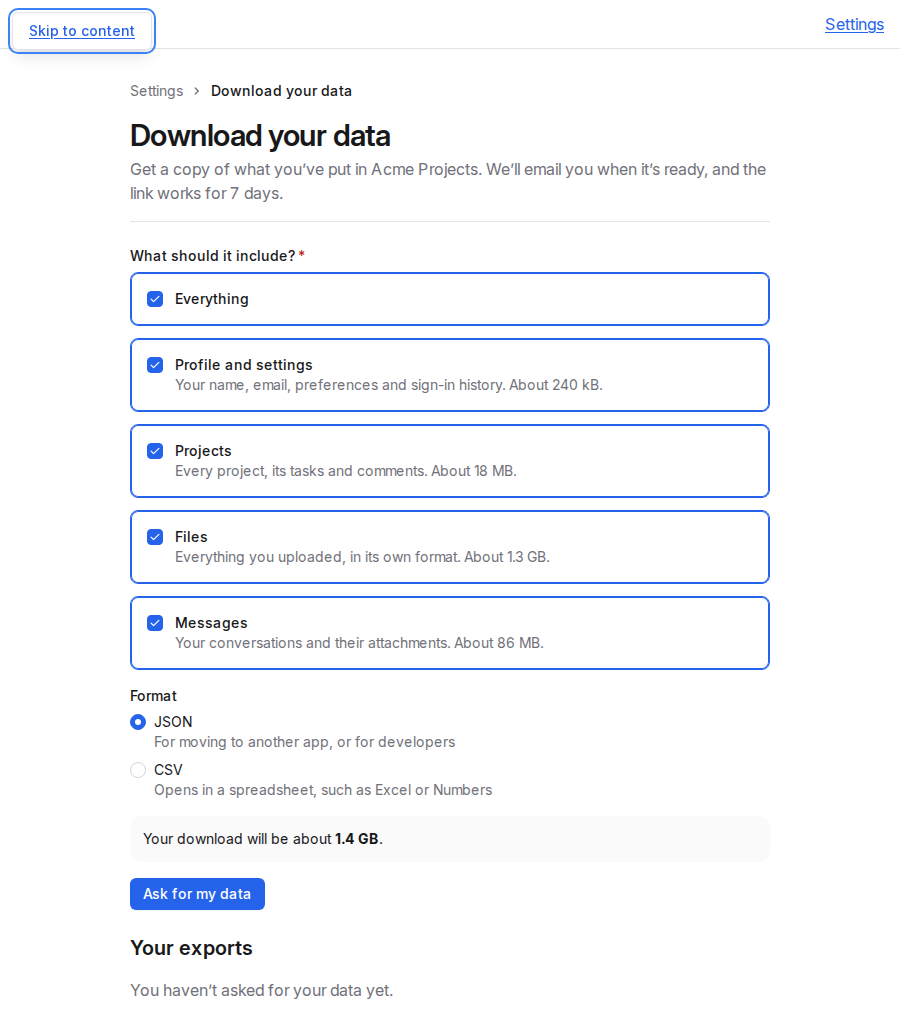 Skip to content
Settings
Settings > Download your data
Download your data
Get a copy of what you’ve put in Acme Projects. We’ll email you when it’s ready, and the
link works for 7 days.
What should it include? *
Everything
Profile and settings
Your name, email, preferences and sign-in history. About 240 kB.
Projects
Every project, its tasks and comments. About 18 MB.
Files
Everything you uploaded, in its own format. About 1.3 GB.
Messages
Your conversations and their attachments. About 86 MB.
Format
JSON
For moving to another app, or for developers
CSV
Opens in a spreadsheet, such as Excel or Numbers
Your download will be about 1.4 GB.
Ask for my data
Your exports
You haven’t asked for your data yet.